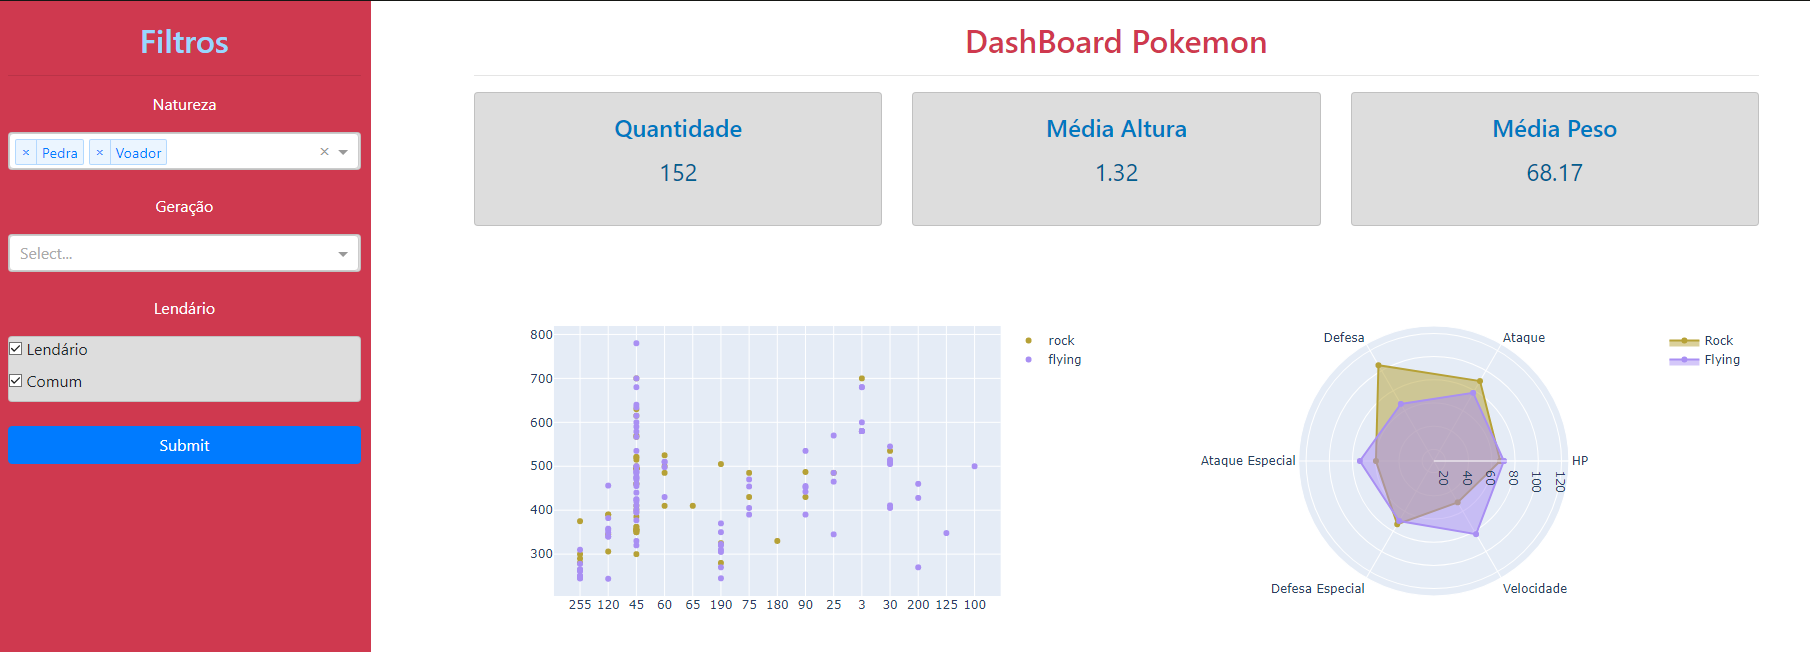 Filtros
Natureza
× Pedra × Voador ×
Geração
Select...
Lendário
Lendário
Comum
Submit
DashBoard Pokemon
Quantidade
152
Média Altura
1.32
Média Peso
68.17
800
700
600
500
400
300
255 120 45 60 65 190 75 180 90 25 3 30 200 125 100
rock
flying
Defesa Ataque
Ataque Especial HP
20 40 60 80 100 120
Defesa Especial Velocidade
Rock
Flying